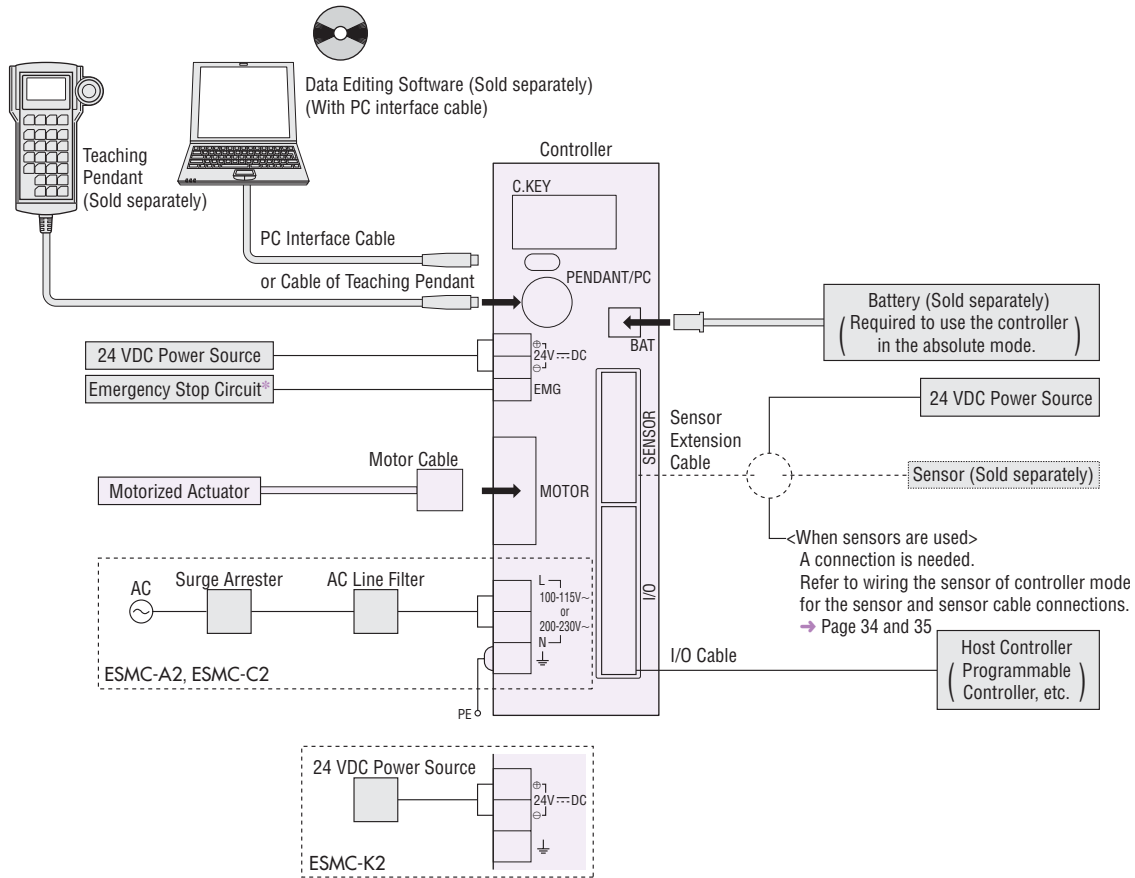 Data Editing Software (Sold separately)
(With PC interface cable)
Teaching
Pendant
(Sold separately)
Controller
C.KEY
PC Interface Cable
or Cable of Teaching Pendant
PENDANT/PC
Battery (Sold separately)
(Required to use the controller
in the absolute mode.)
BAT
24 VDC Power Source
⊕
24V⎓DC
⊖
Emergency Stop Circuit*
EMG
24 VDC Power Source
SENSOR
Sensor
Extension
Cable
Sensor (Sold separately)
Motor Cable
Motorized Actuator
MOTOR
<When sensors are used>
A connection is needed.
Refer to wiring the sensor of controller mode
for the sensor and sensor cable connections.
→ Page 34 and 35
AC
Surge Arrester
AC Line Filter
L
100-115V~
or
200-230V~
N
I/O
ESMC-A2, ESMC-C2
PE
I/O Cable
Host Controller
(Programmable
Controller, etc.)
24 VDC Power Source
⊕
24V⎓DC
⊖
ESMC-K2